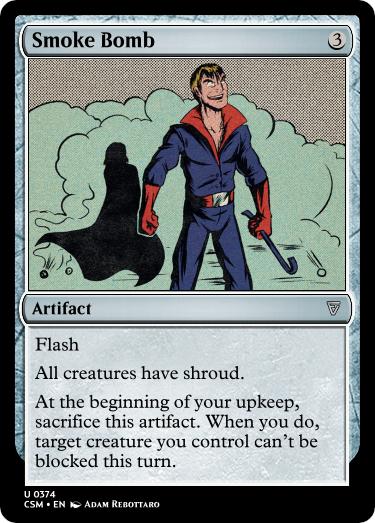 Smoke Bomb 3
Artifact
Flash
All creatures have shroud.
At the beginning of your upkeep,
sacrifice this artifact. When you do,
target creature you control can't be
blocked this turn.
U 0374
CSM • EN Adam Rebottaro